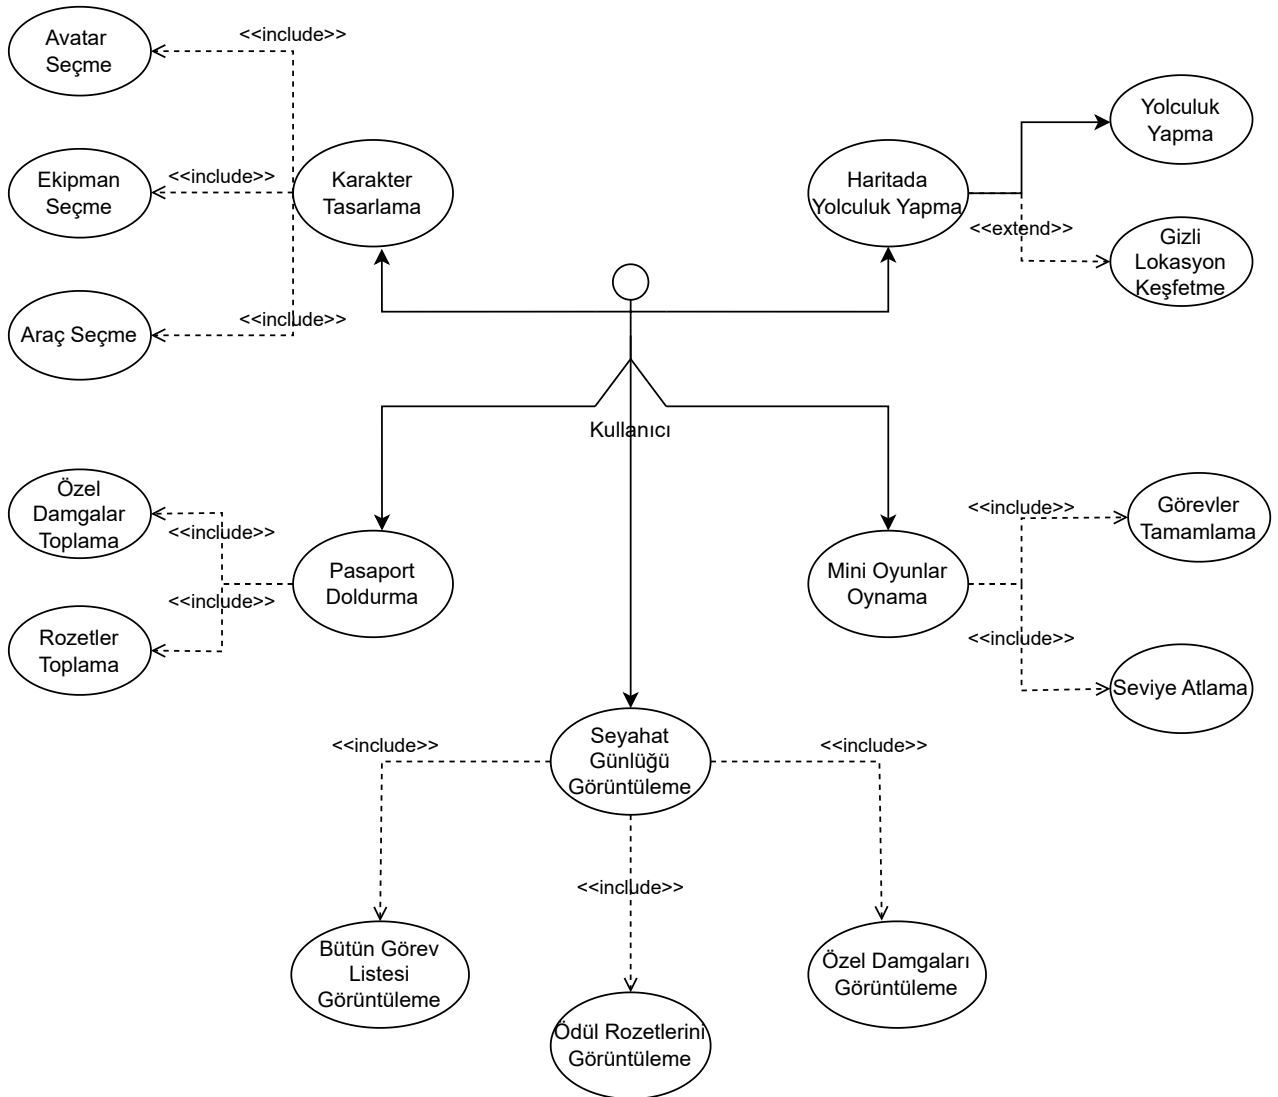 <<include>>
Avatar
Seçme
<<include>>
Ekipman
Seçme
<<include>>
Araç Seçme
Karakter
Tasarlama
Haritada
Yolculuk Yapma
Yolculuk
Yapma
<<extend>>
Gizli
Lokasyon
Keşfetme
Kullanıcı
Özel
Damgalar
Toplama
<<include>>
<<include>>
Rozetler
Toplama
Pasaport
Doldurma
Mini Oyunlar
Oynama
<<include>>
Görevler
Tamamlama
<<include>>
Seviye Atlama
Seyahat
Günlüğü
Görüntüleme
<<include>>
<<include>>
<<include>>
Bütün Görev
Listesi
Görüntüleme
Ödül Rozetlerini
Görüntüleme
Özel Damgaları
Görüntüleme